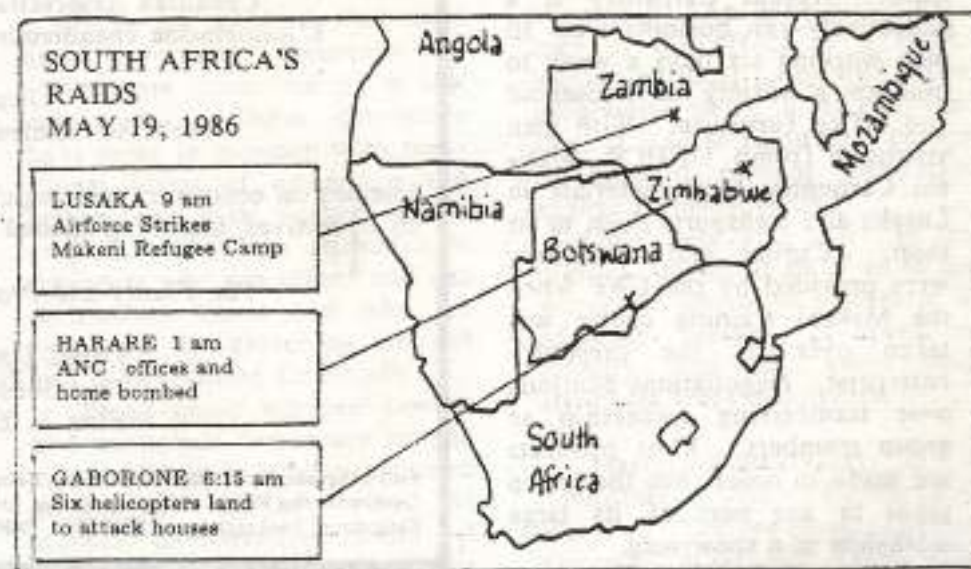 SOUTH AFRICA'S
RAIDS
MAY 19, 1986
LUSAKA 9 am
Airforce Strikes
Makeni Refugee Camp
HARARE 1 am
ANC offices and
home bombed
GABORONE 6:15 am
Six helicopters land
to attack houses
Angola
Zambia
Mozambique
Namibia
Zimbabwe
Botswana
South
Africa